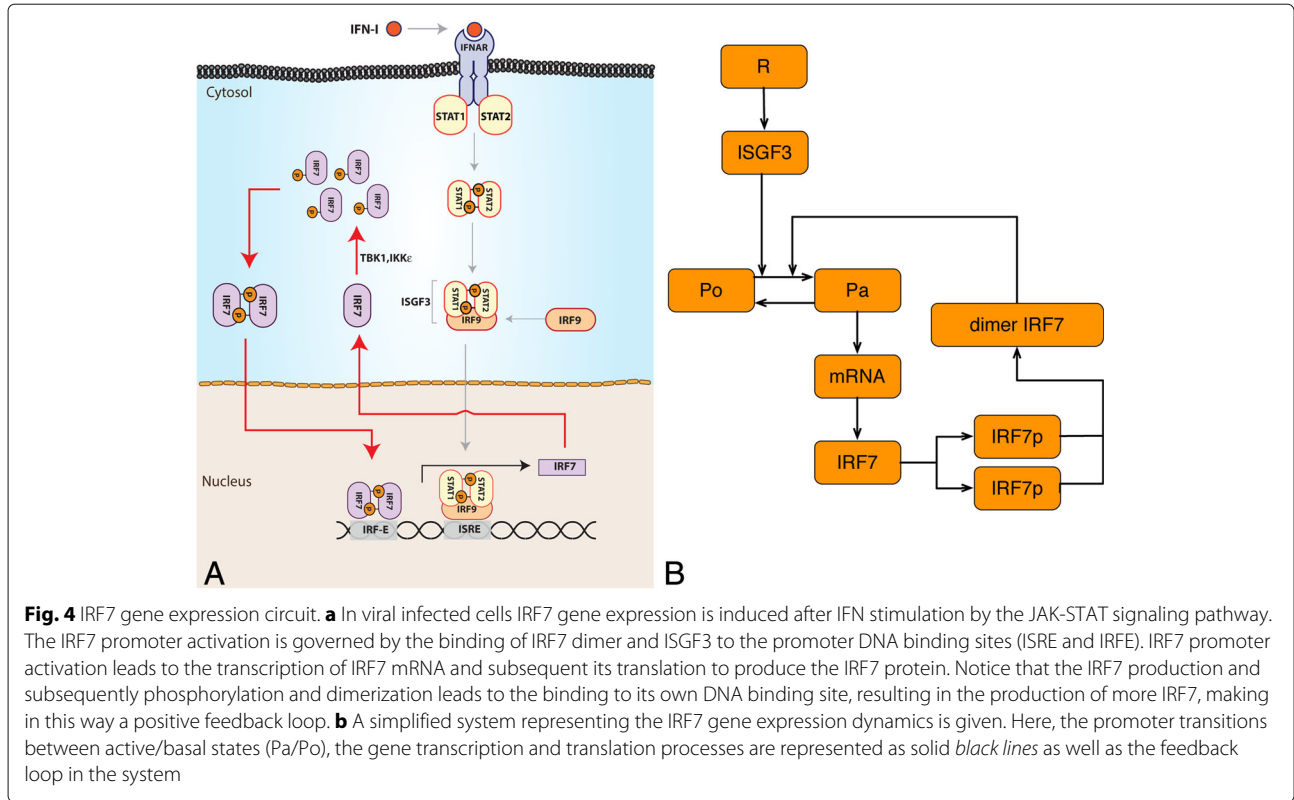 IFN-I
IFNAR
Cytosol
STAT1
STAT2
IRF7
P
IRF7
P
IRF7
P
IRF7
P
STAT1
P
P
STAT2
TBK1,IKKε
IRF7
P
P
IRF7
IRF7
ISGF3
STAT1
P
P
STAT2
IRF9
IRF9
Nucleus
IRF7
IRF7
P
P
IRF7
STAT1
P
P
STAT2
IRF9
IRF-E
ISRE
A
R
ISGF3
Po
Pa
dimer IRF7
mRNA
IRF7
IRF7p
IRF7p
B
Fig. 4 IRF7 gene expression circuit. a In viral infected cells IRF7 gene expression is induced after IFN stimulation by the JAK-STAT signaling pathway.
The IRF7 promoter activation is governed by the binding of IRF7 dimer and ISGF3 to the promoter DNA binding sites (ISRE and IRFE). IRF7 promoter
activation leads to the transcription of IRF7 mRNA and subsequent its translation to produce the IRF7 protein. Notice that the IRF7 production and
subsequently phosphorylation and dimerization leads to the binding to its own DNA binding site, resulting in the production of more IRF7, making
in this way a positive feedback loop. b A simplified system representing the IRF7 gene expression dynamics is given. Here, the promoter transitions
between active/basal states (Pa/Po), the gene transcription and translation processes are represented as solid black lines as well as the feedback
loop in the system